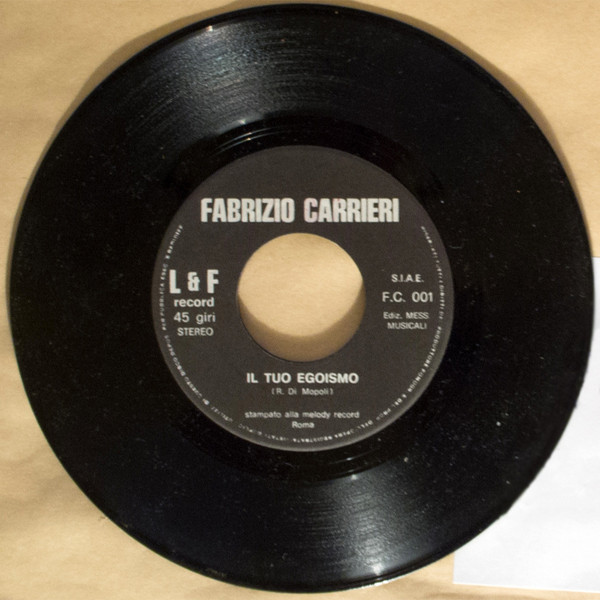 FABRIZIO CARRIERI
L & F
record
45 giri
STEREO
S.I.A.E.
F.C. 001
Ediz. MESS
MUSICALI
IL TUO EGOISMO
(R. Di Mopoli)
stampato alla melody record
Roma